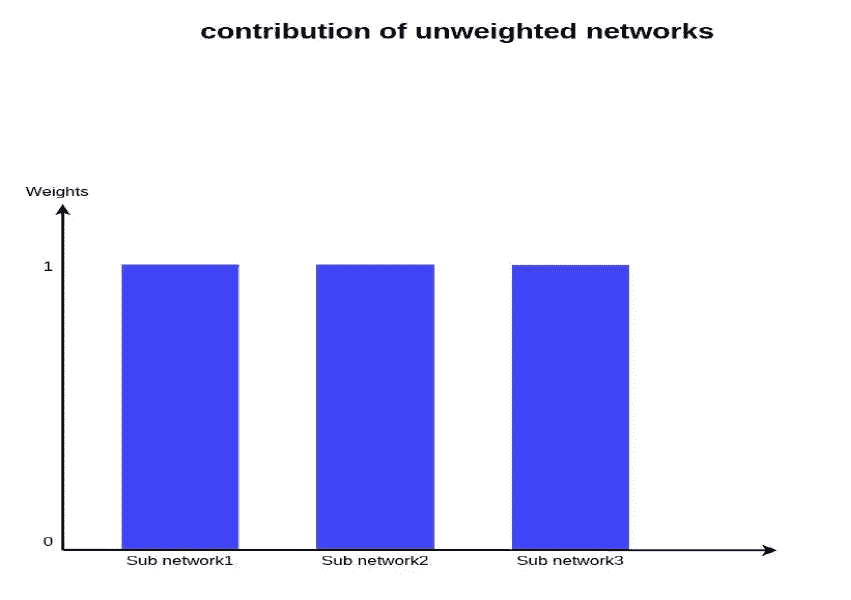 contribution of unweighted networks
Weights
1
0
Sub network1
Sub network2
Sub network3